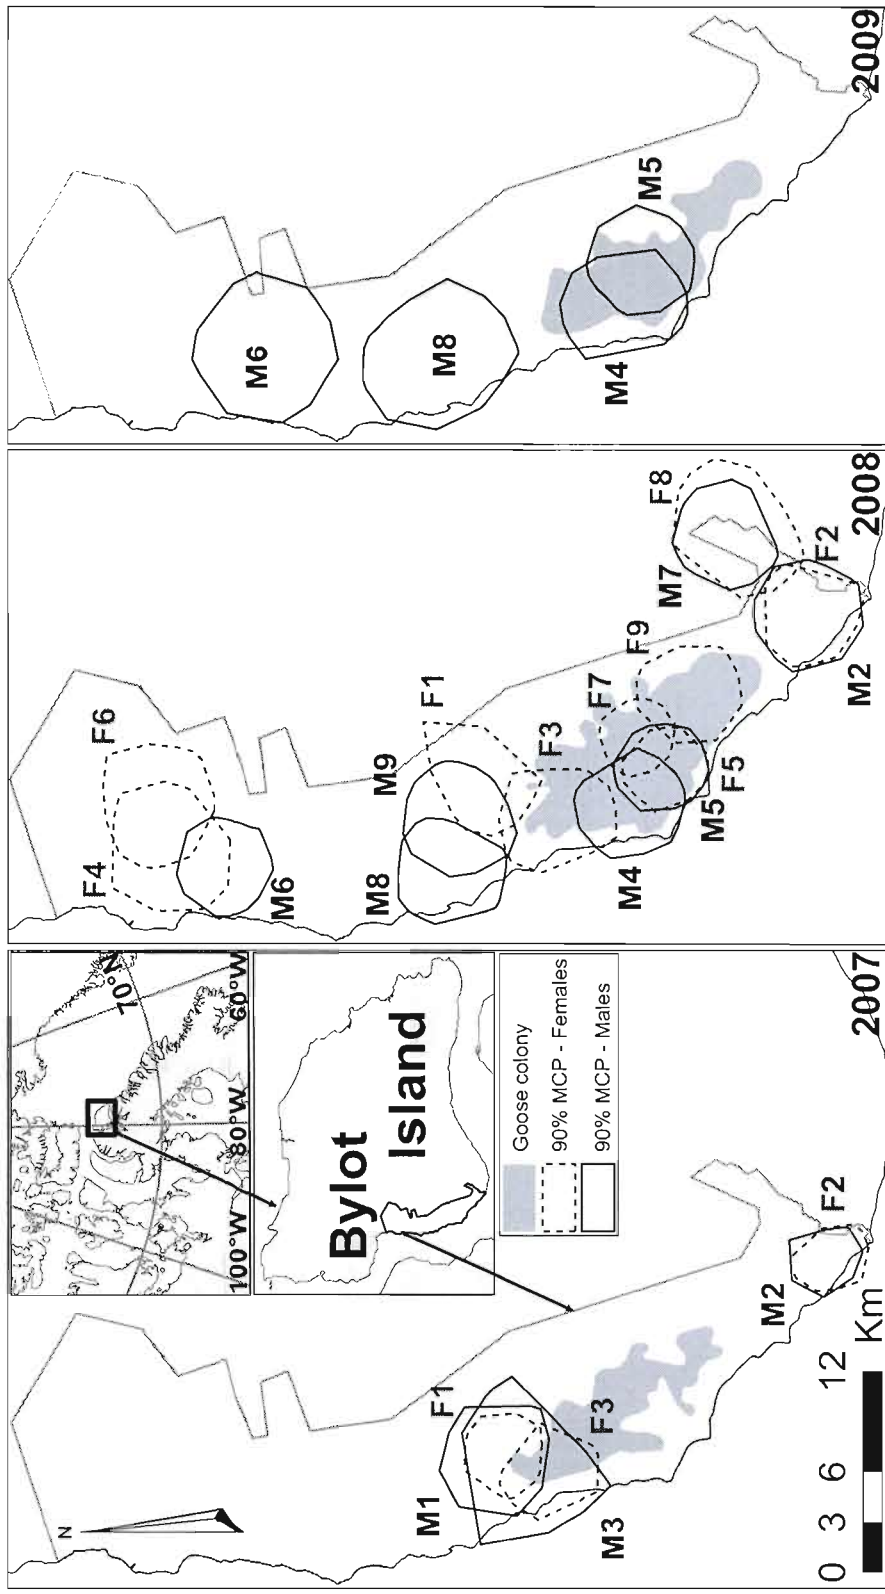 N
M1
F1
M3
F3
M2
F2
0 3 6 12
Km
2007
70°N
100°W
80°W
60°W
Bylot
Island
Goose colony
90% MCP - Females
90% MCP - Males
F4
F6
M6
M8
M9
F1
F3
M4
F7
F9
M5
F5
M7
F8
M2
F2
2008
M6
M8
M4
M5
2009